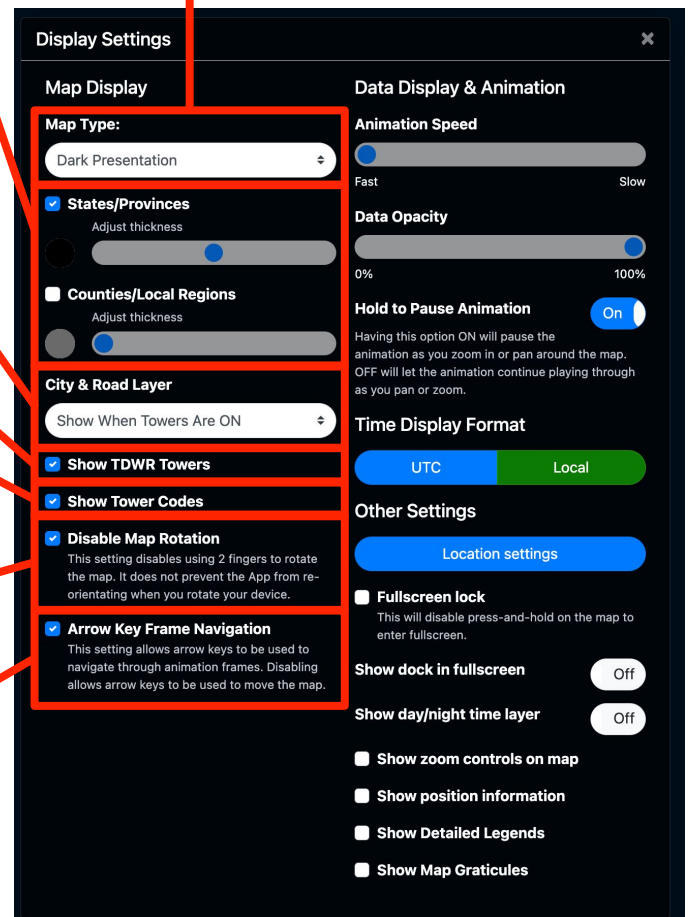 Display Settings
×
Map Display
Map Type:
Dark Presentation
States/Provinces
Adjust thickness
Counties/Local Regions
Adjust thickness
City & Road Layer
Show When Towers Are ON
Show TDWR Towers
Show Tower Codes
Disable Map Rotation
This setting disables using 2 fingers to rotate
the map. It does not prevent the App from re-
orientating when you rotate your device.
Arrow Key Frame Navigation
This setting allows arrow keys to be used to
navigate through animation frames. Disabling
allows arrow keys to be used to move the map.
Data Display & Animation
Animation Speed
Fast Slow
Data Opacity
0% 100%
Hold to Pause Animation On
Having this option ON will pause the
animation as you zoom in or pan around the map.
OFF will let the animation continue playing through
as you pan or zoom.
Time Display Format
UTC Local
Other Settings
Location settings
Fullscreen lock
This will disable press-and-hold on the map to
enter fullscreen.
Show dock in fullscreen Off
Show day/night time layer Off
Show zoom controls on map
Show position information
Show Detailed Legends
Show Map Graticules